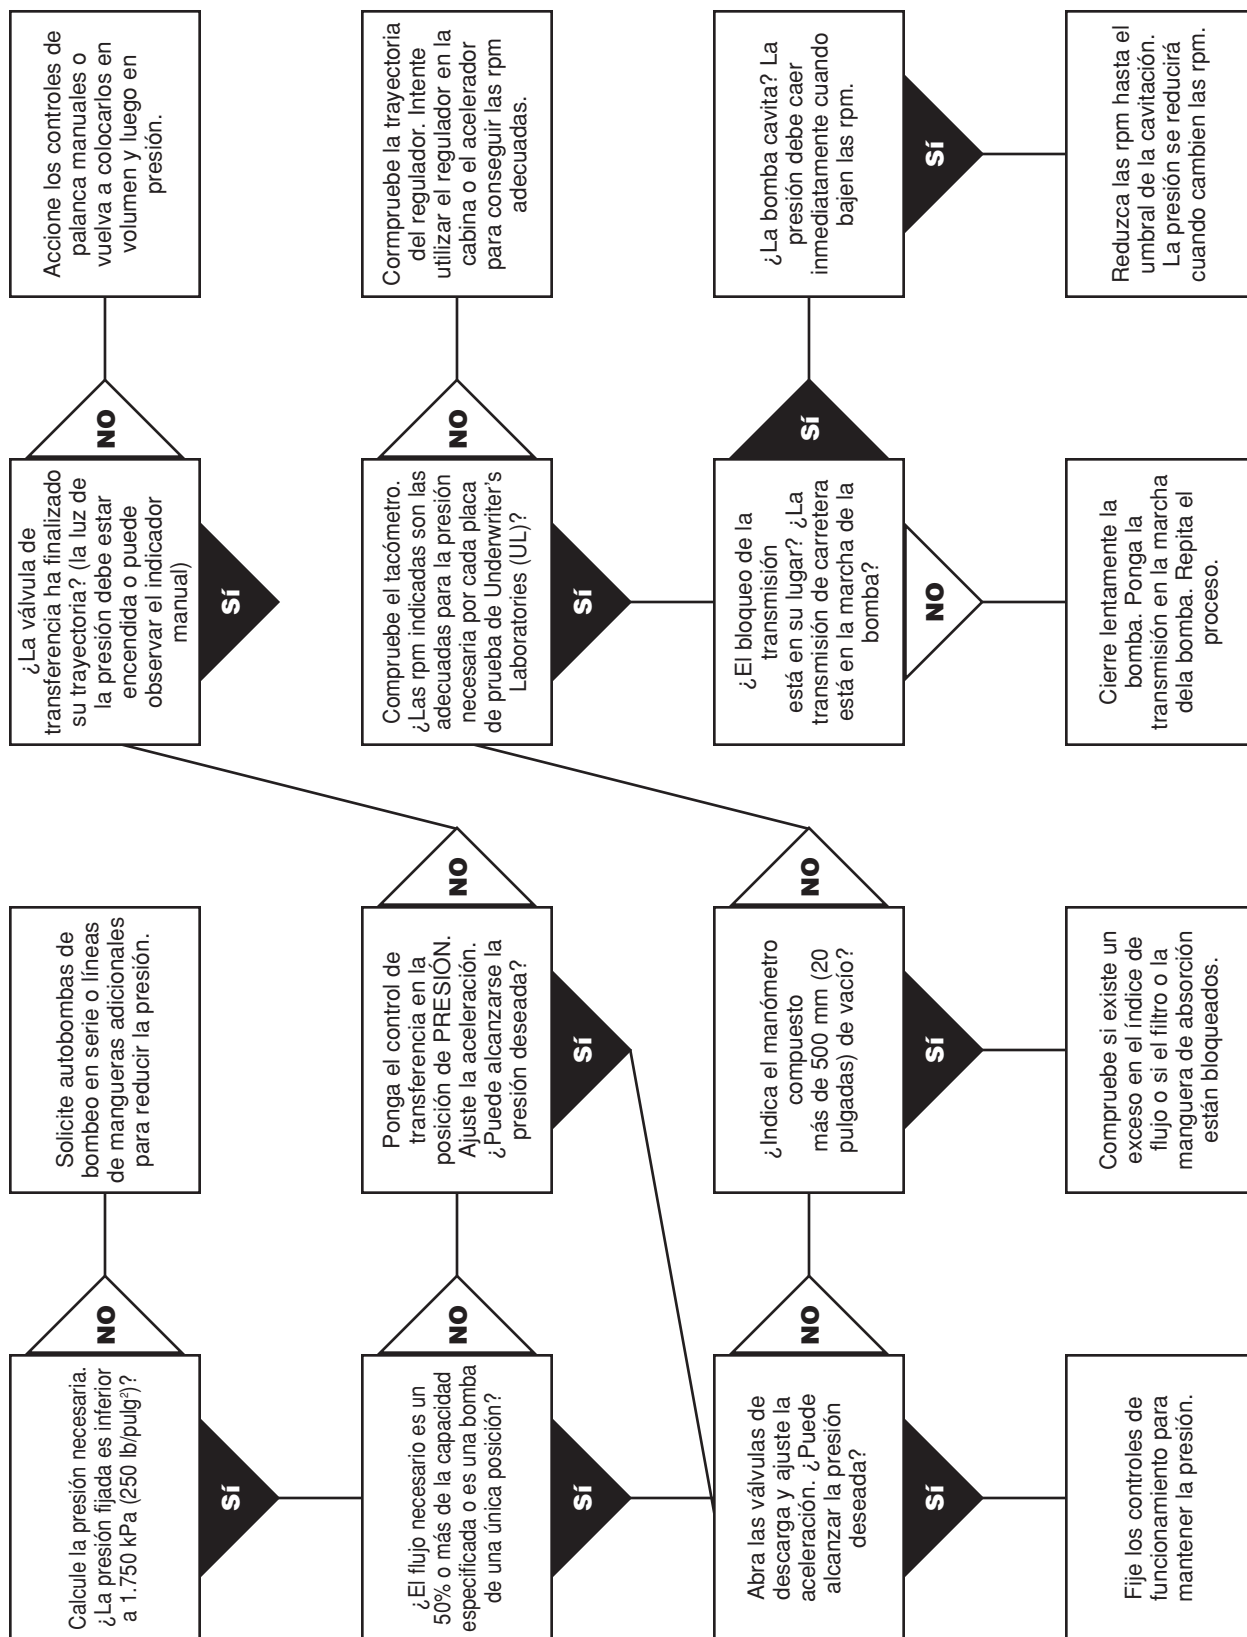 Calcule la presión necesaria.
¿La presión fijada es inferior
a 1.750 kPa (250 lb/pulg²)?
NO
Solicite autobombas de
bombeo en serie o líneas
de mangueras adicionales
para reducir la presión.
Sí
¿El flujo necesario es un
50% o más de la capacidad
especificada o es una bomba
de una única posición?
NO
Ponga el control de
transferencia en la
posición de PRESIÓN.
Ajuste la aceleración.
¿Puede alcanzarse la
presión deseada?
NO
¿La válvula de
transferencia ha finalizado
su trayectoria? (la luz de
la presión debe estar
encendida o puede
observar el indicador
manual)
NO
Accione los controles de
palanca manuales o
vuelva a colocarlos en
volumen y luego en
presión.
Sí
Sí
Sí
Abra las válvulas de
descarga y ajuste la
aceleración. ¿Puede
alcanzar la presión
deseada?
NO
¿Indica el manómetro
compuesto
más de 500 mm (20
pulgadas) de vacío?
NO
Compruebe el tacómetro.
¿Las rpm indicadas son las
adecuadas para la presión
necesaria por cada placa
de prueba de Underwriter's
Laboratories (UL)?
NO
Cormpruebe la trayectoria
del regulador. Intente
utilizar el regulador en la
cabina o el acelerador
para conseguir las rpm
adecuadas.
Sí
Sí
Sí
Fije los controles de
funcionamiento para
mantener la presión.
Compruebe si existe un
exceso en el índice de
flujo o si el filtro o la
manguera de absorción
están bloqueados.
¿El bloqueo de la
transmisión
está en su lugar? ¿La
transmisión de carretera
está en la marcha de la
bomba?
Sí
¿La bomba cavita? La
presión debe caer
inmediatamente cuando
bajen las rpm.
NO
Sí
Cierre lentamente la
bomba. Ponga la
transmisión en la marcha
dela bomba. Repita el
proceso.
Reduzca las rpm hasta el
umbral de la cavitación.
La presión se reducirá
cuando cambien las rpm.